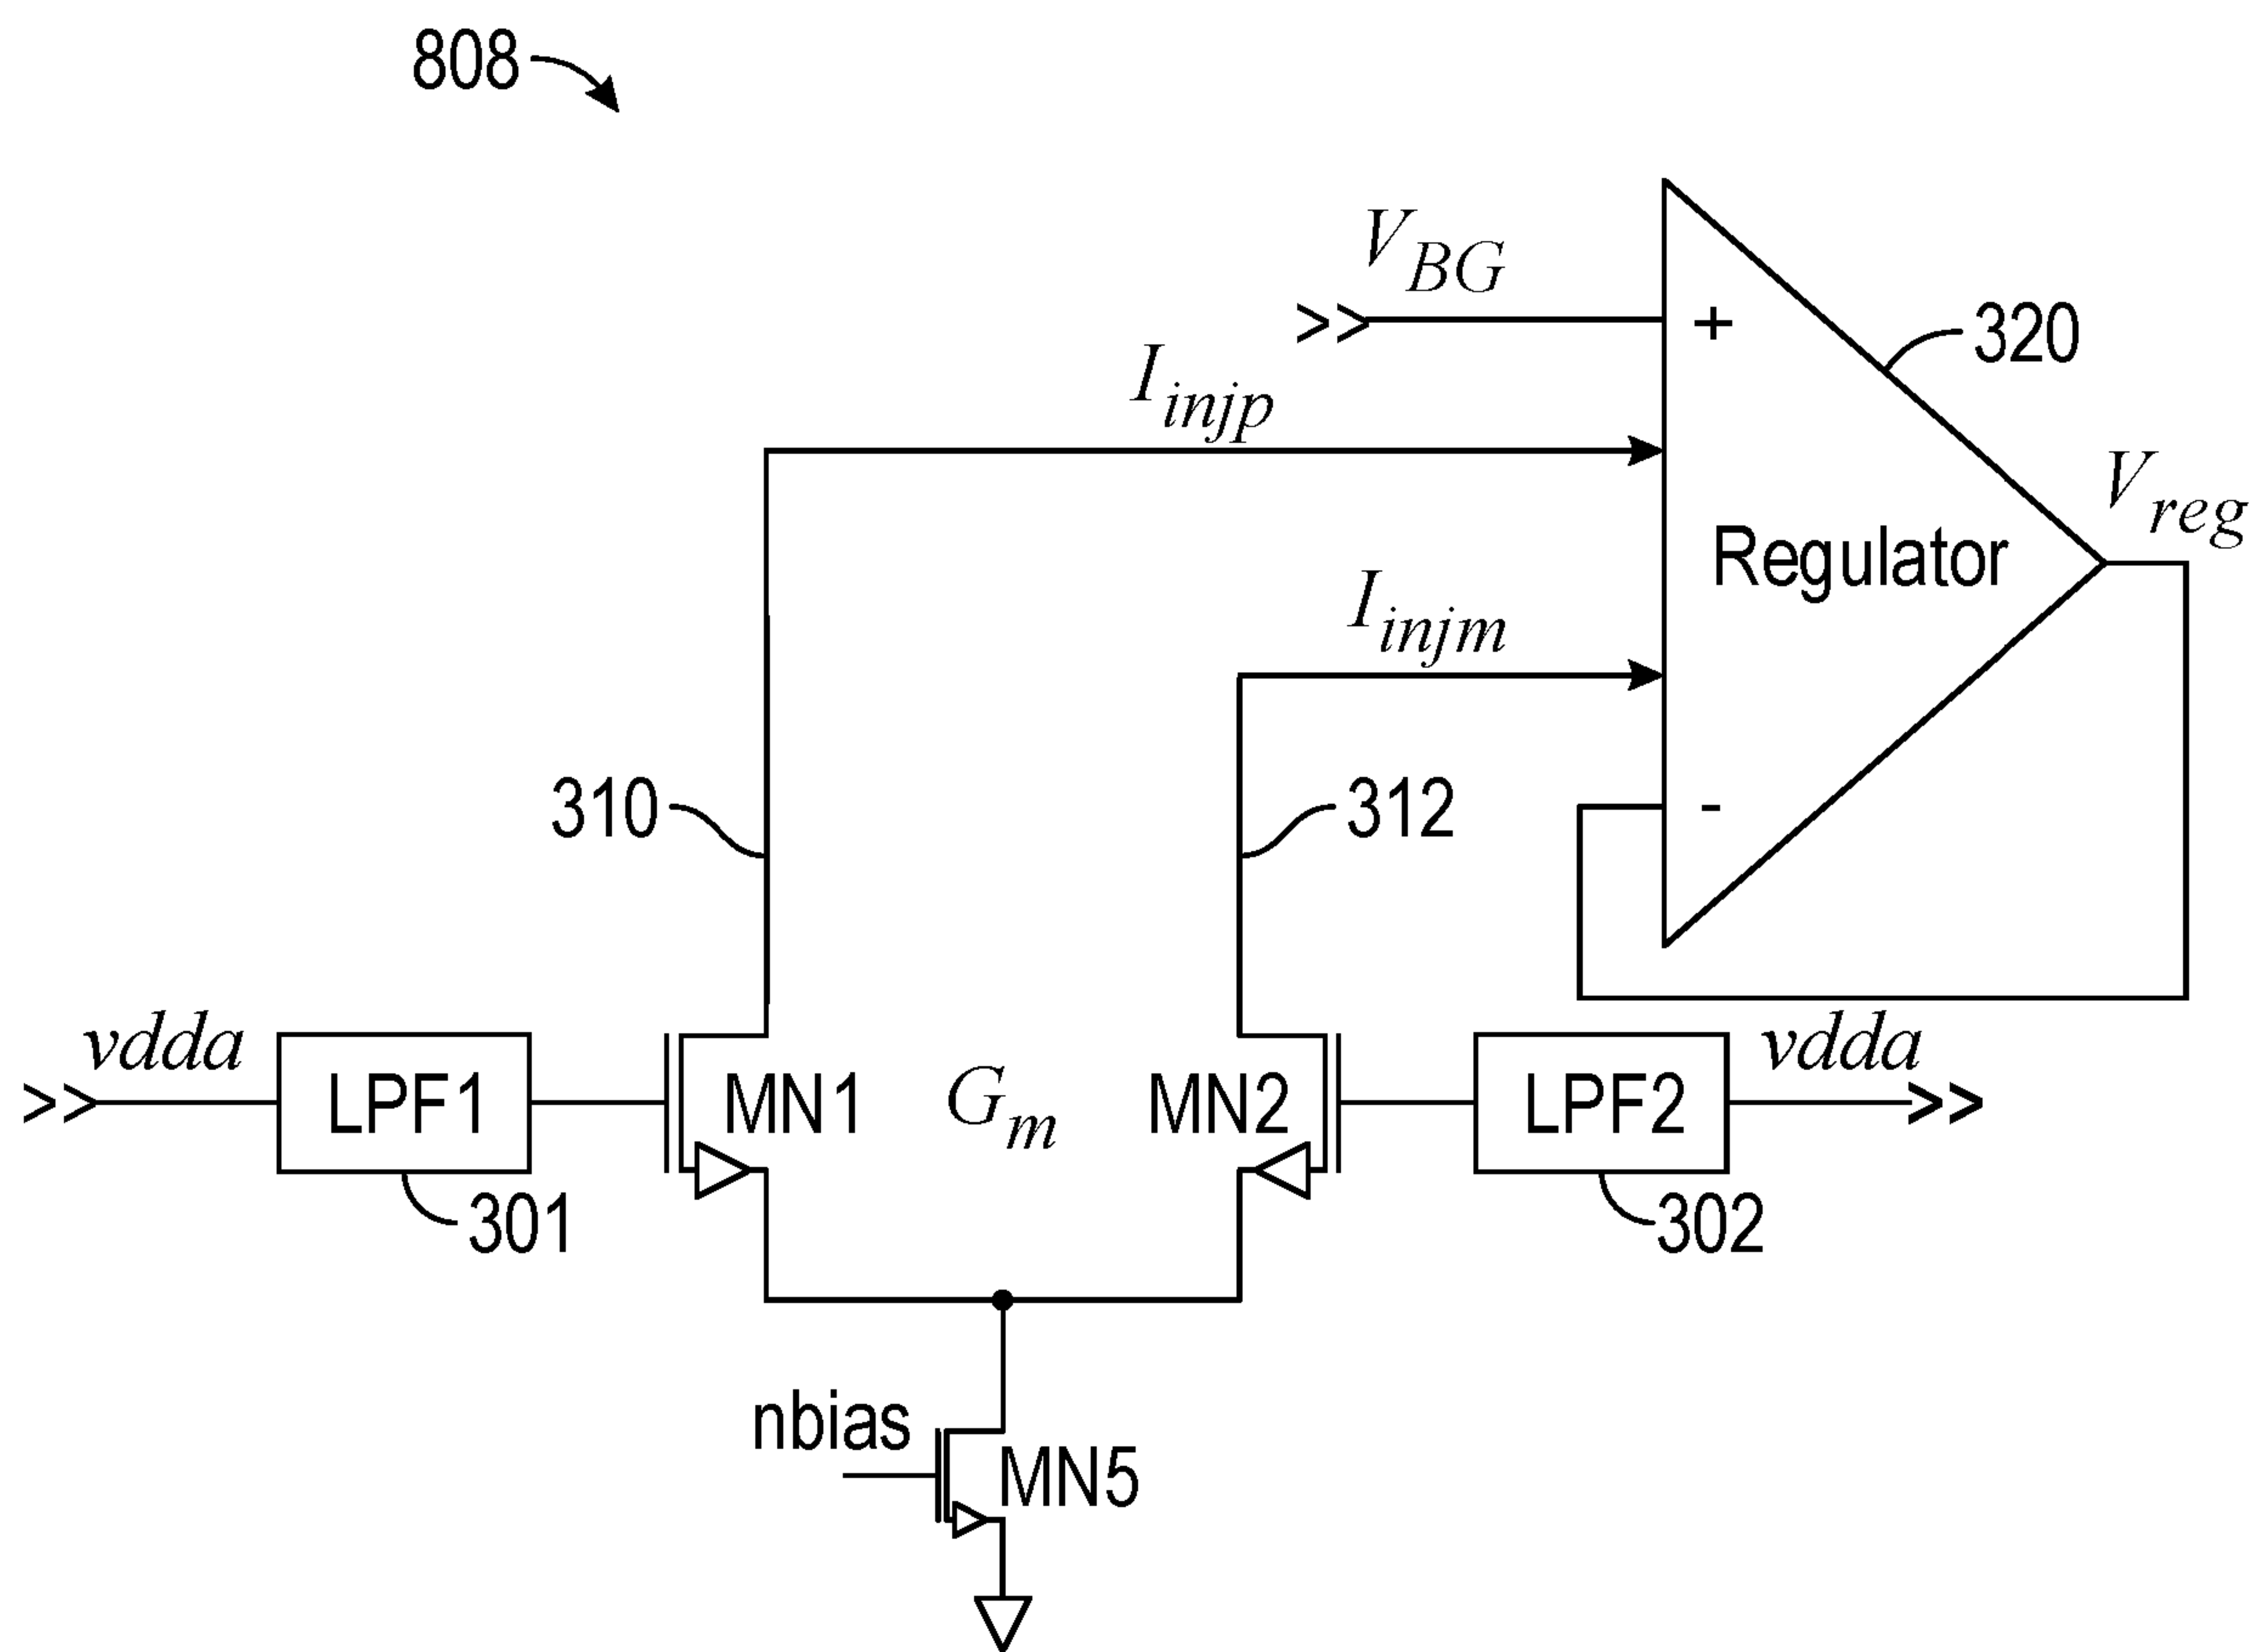 808
V_BG
+
320
I_injp
V_reg
Regulator
I_injm
310
312
-
vdda
vdda
LPF1
MN1
G_m
MN2
LPF2
301
302
nbias
MN5